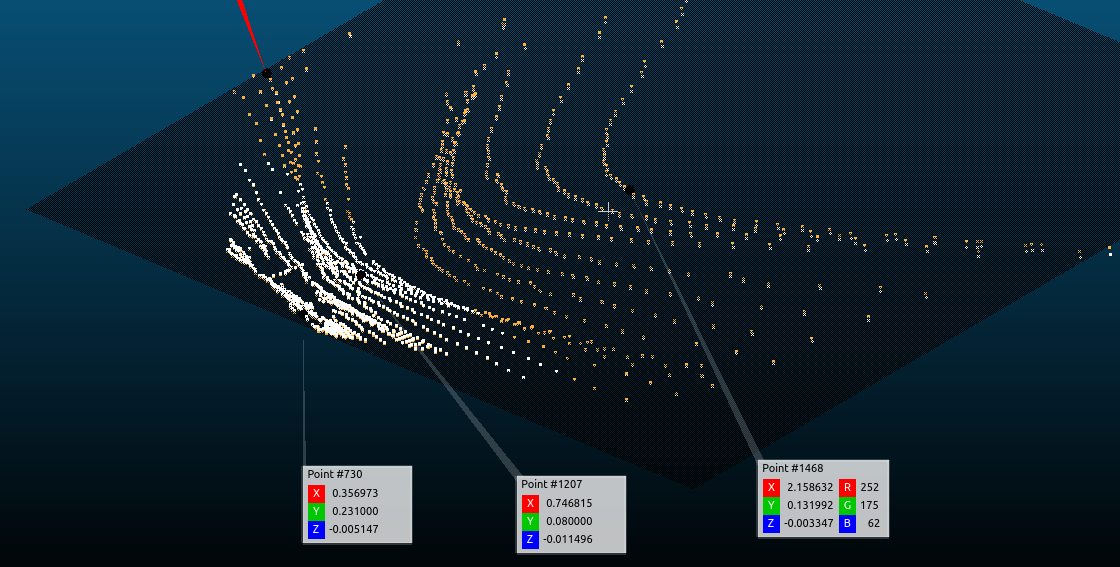 Point #730
X 0.356973
Y 0.231000
Z -0.005147
Point #1207
X 0.746815
Y 0.080000
Z -0.011496
Point #1468
X 2.158632 R 252
Y 0.131992 G 175
Z -0.003347 B 62